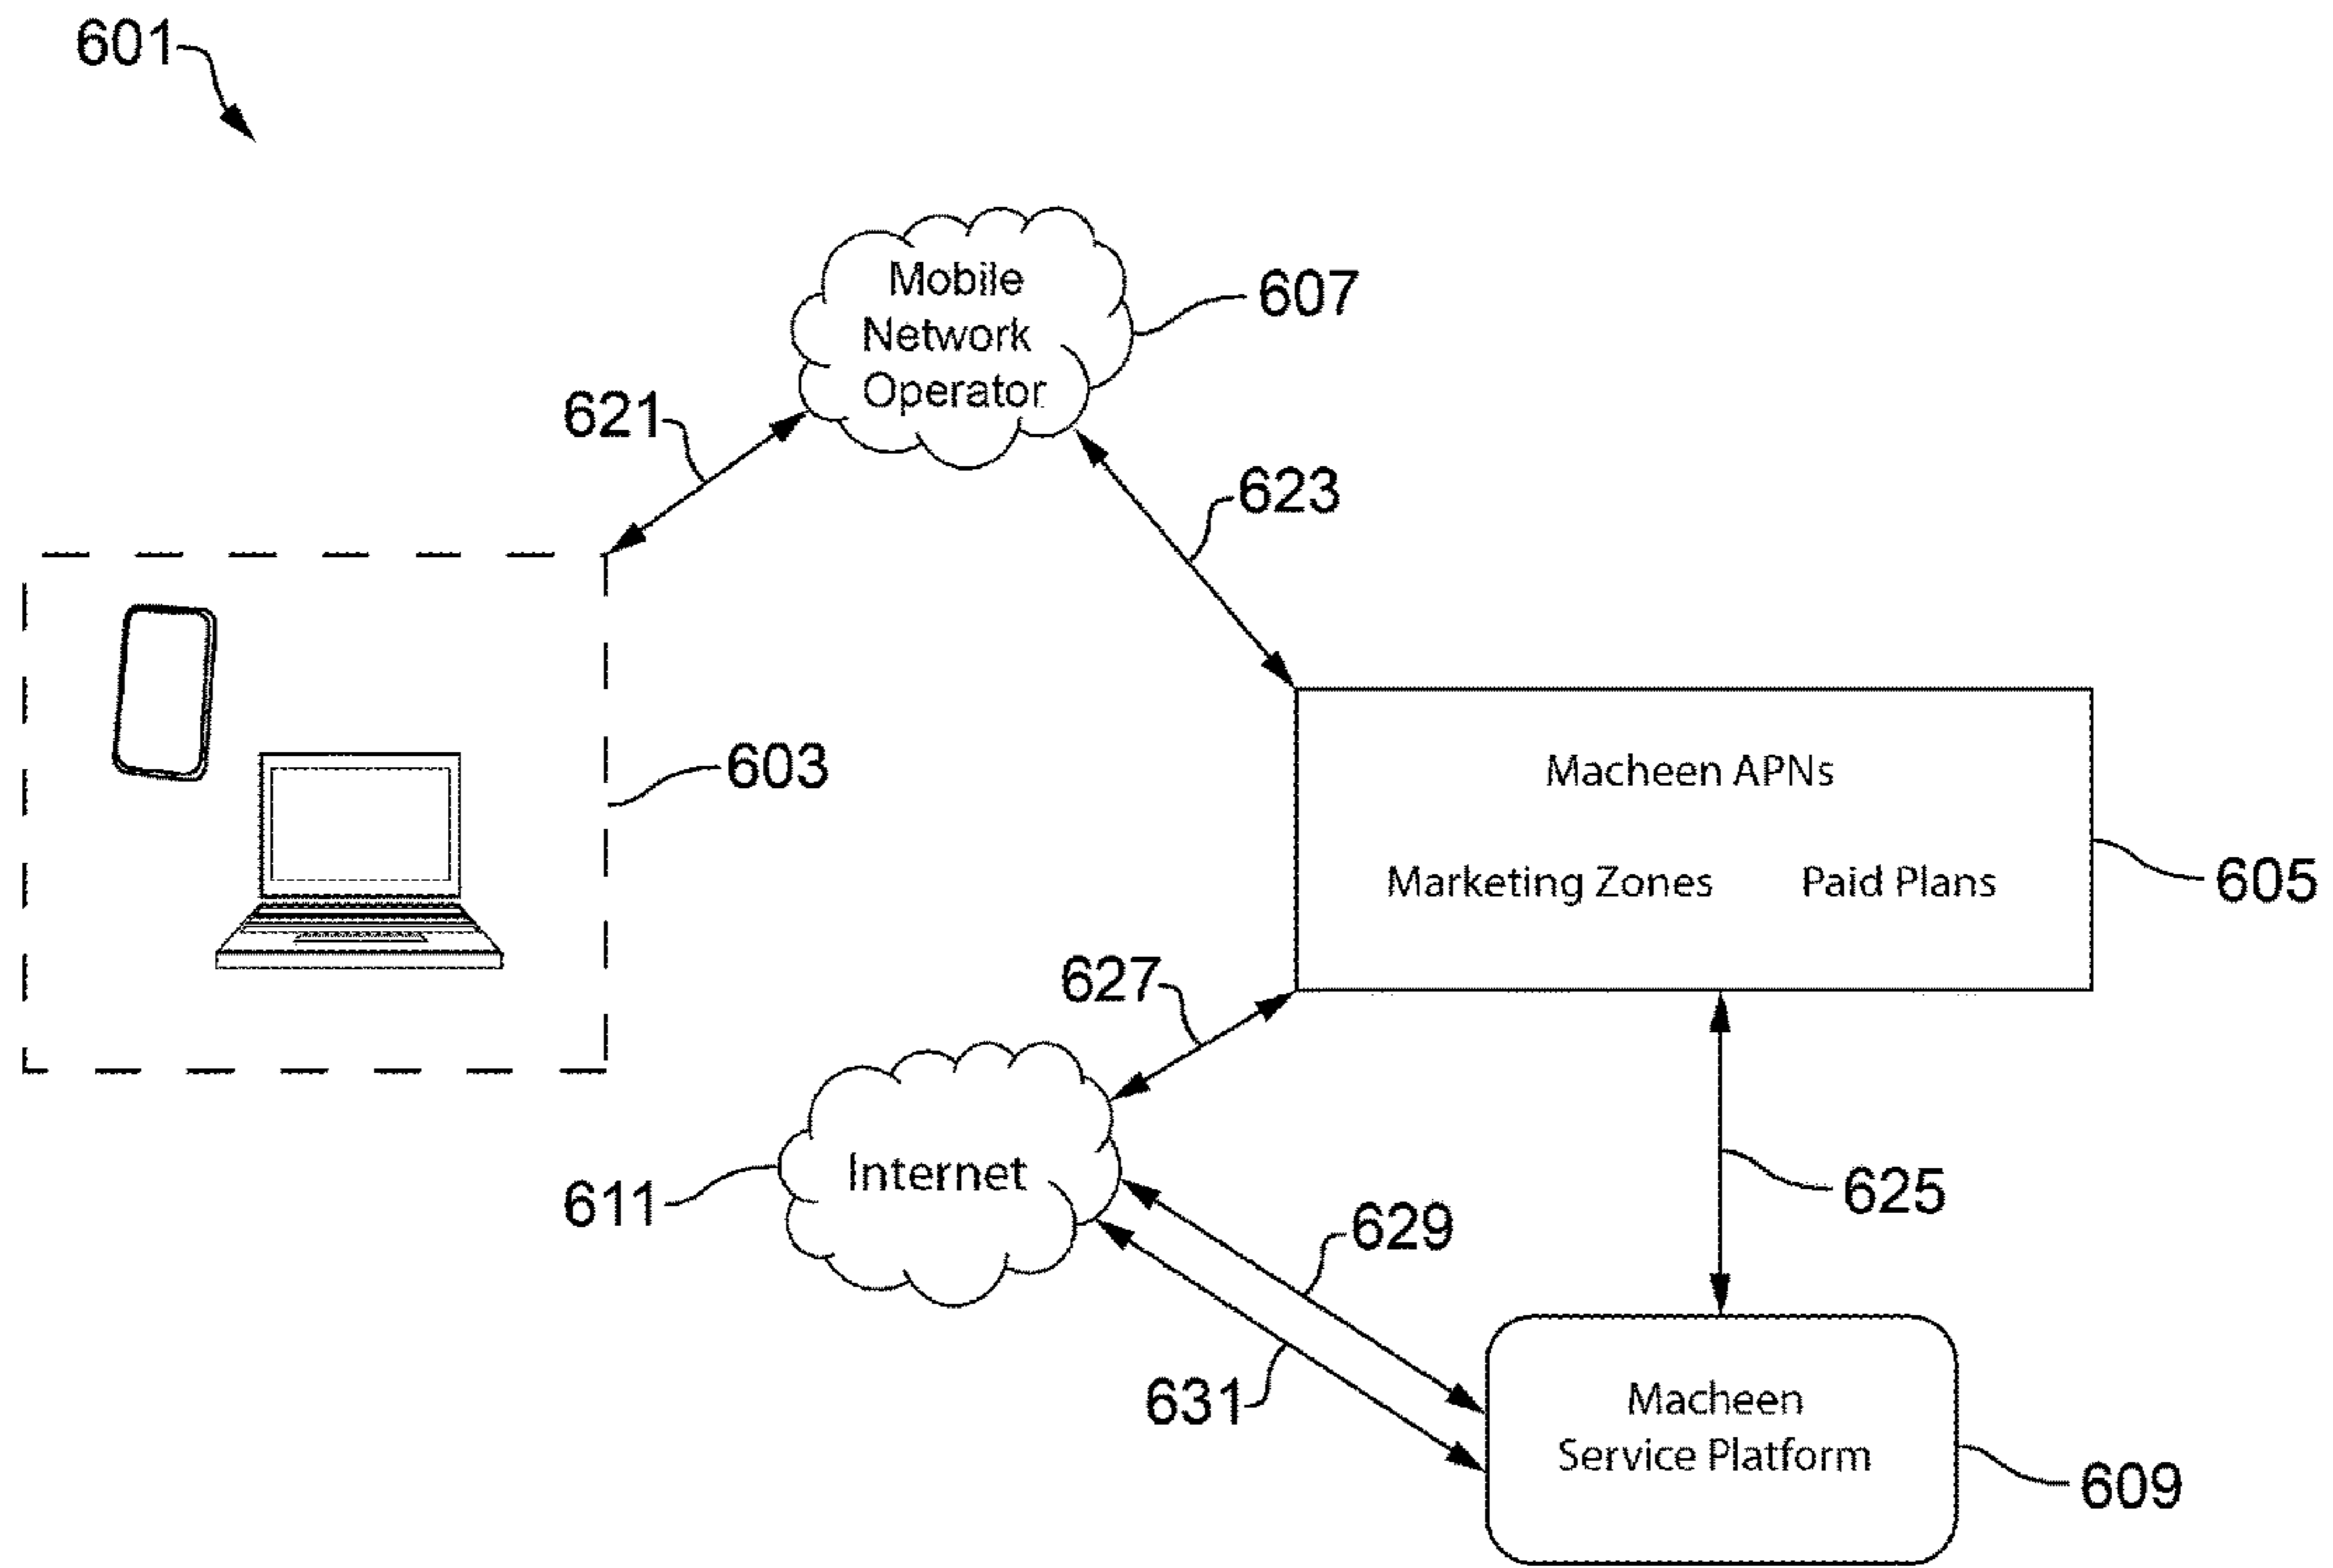 601
Mobile
Network
Operator
607
621
623
603
Macheen APNs
Marketing Zones Paid Plans
605
627
Internet
611
625
629
631
Macheen
Service Platform
609